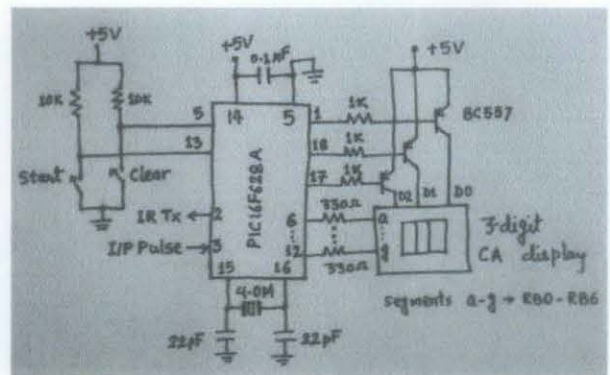 +5V
10K
10K
5
13
Start
Clear
IR Tx
2
I/P Pulse
3
+5V
0.1µF
14
5
PIC16F628A
15
16
4.0M
22pF
22pF
1
1K
18
1K
17
1K
6
330Ω
12
330Ω
+5V
BC557
D2
D1
D0
a
g
3-digit
CA display
segments a-g → RB0-RB6